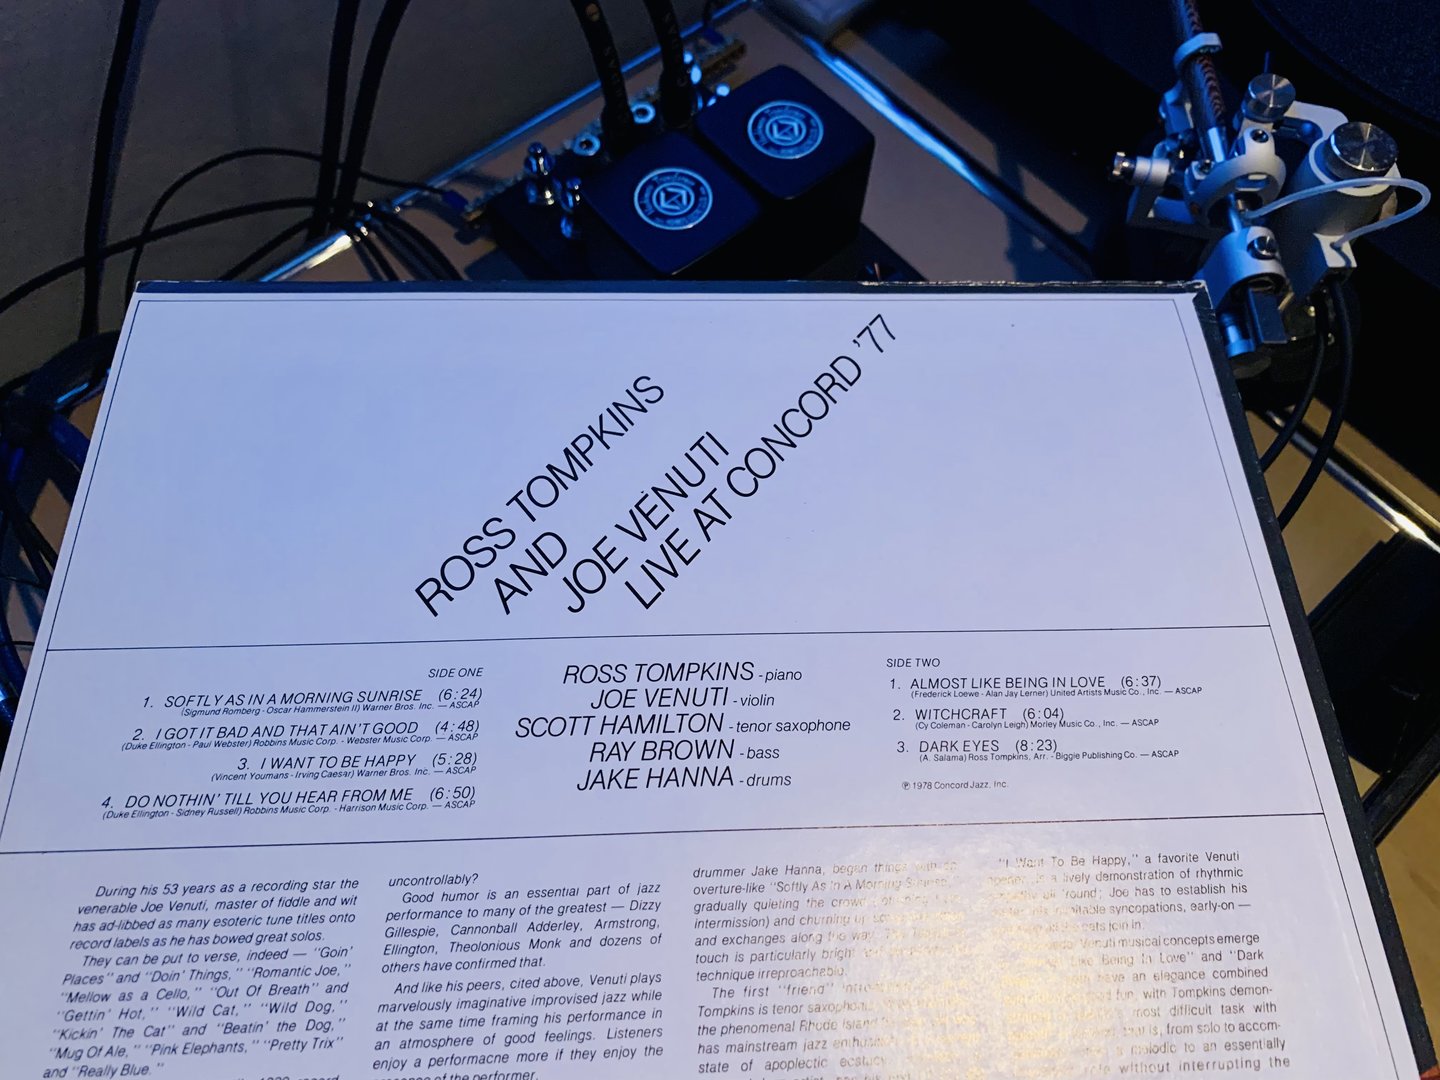 ROSS TOMPKINS
AND
JOE VENUTI
LIVE AT CONCORD '77
SIDE ONE
1. SOFTLY AS IN A MORNING SUNRISE (6:24)
(Sigmund Romberg - Oscar Hammerstein II) Warner Bros. Inc. — ASCAP
2. I GOT IT BAD AND THAT AIN'T GOOD (4:48)
(Duke Ellington - Paul Webster) Robbins Music Corp. - Webster Music Corp. — ASCAP
3. I WANT TO BE HAPPY (5:28)
(Vincent Youmans - Irving Caesar) Warner Bros. Inc. — ASCAP
4. DO NOTHIN' TILL YOU HEAR FROM ME (6:50)
(Duke Ellington - Sidney Russell) Robbins Music Corp. - Harrison Music Corp. — ASCAP
ROSS TOMPKINS - piano
JOE VENUTI - violin
SCOTT HAMILTON - tenor saxophone
RAY BROWN - bass
JAKE HANNA - drums
SIDE TWO
1. ALMOST LIKE BEING IN LOVE (6:37)
(Frederick Loewe - Alan Jay Lerner) United Artists Music Co., Inc. — ASCAP
2. WITCHCRAFT (6:04)
(Cy Coleman - Carolyn Leigh) Morley Music Co., Inc. — ASCAP
3. DARK EYES (8:23)
(A. Salama) Ross Tompkins, Arr. - Biggie Publishing Co. — ASCAP
℗ 1978 Concord Jazz, Inc.
During his 53 years as a recording star the
venerable Joe Venuti, master of fiddle and wit
has ad-libbed as many esoteric tune titles onto
record labels as he has bowed great solos.
They can be put to verse, indeed — "Goin'
Places" and "Doin' Things," "Romantic Joe,"
"Mellow as a Cello," "Out Of Breath" and
"Gettin' Hot," "Wild Cat," "Wild Dog,"
"Kickin' The Cat" and "Beatin' the Dog,"
"Mug Of Ale," "Pink Elephants," "Pretty Trix"
and "Really Blue."
uncontrollably?
Good humor is an essential part of jazz
performance to many of the greatest — Dizzy
Gillespie, Cannonball Adderley, Armstrong,
Ellington, Theolonious Monk and dozens of
others have confirmed that.
And like his peers, cited above, Venuti plays
marvelously imaginative improvised jazz while
at the same time framing his performance in
an atmosphere of good feelings. Listeners
enjoy a performacne more if they enjoy the
of the performer.
drummer Jake Hanna, began things with an
overture-like "Softly As In A Morning Sunrise,"
gradually quieting the crowd
intermission) and churning up
and exchanges along the way.
touch is particularly bright
technique irreproachable.
The first "friend"
Tompkins is tenor saxophonist
the phenomenal Rhode Island
has mainstream jazz
state of apoplectic ecstacy
"I Want To Be Happy," a favorite Venuti
opener, is a lively demonstration of rhythmic
'round; Joe has to establish his
syncopations, early-on —
join in.
Venuti musical concepts emerge
Like Being In Love" and "Dark
have an elegance combined
fun, with Tompkins demon-
most difficult task with
that is, from solo to accom-
melodic to an essentially
without interrupting the